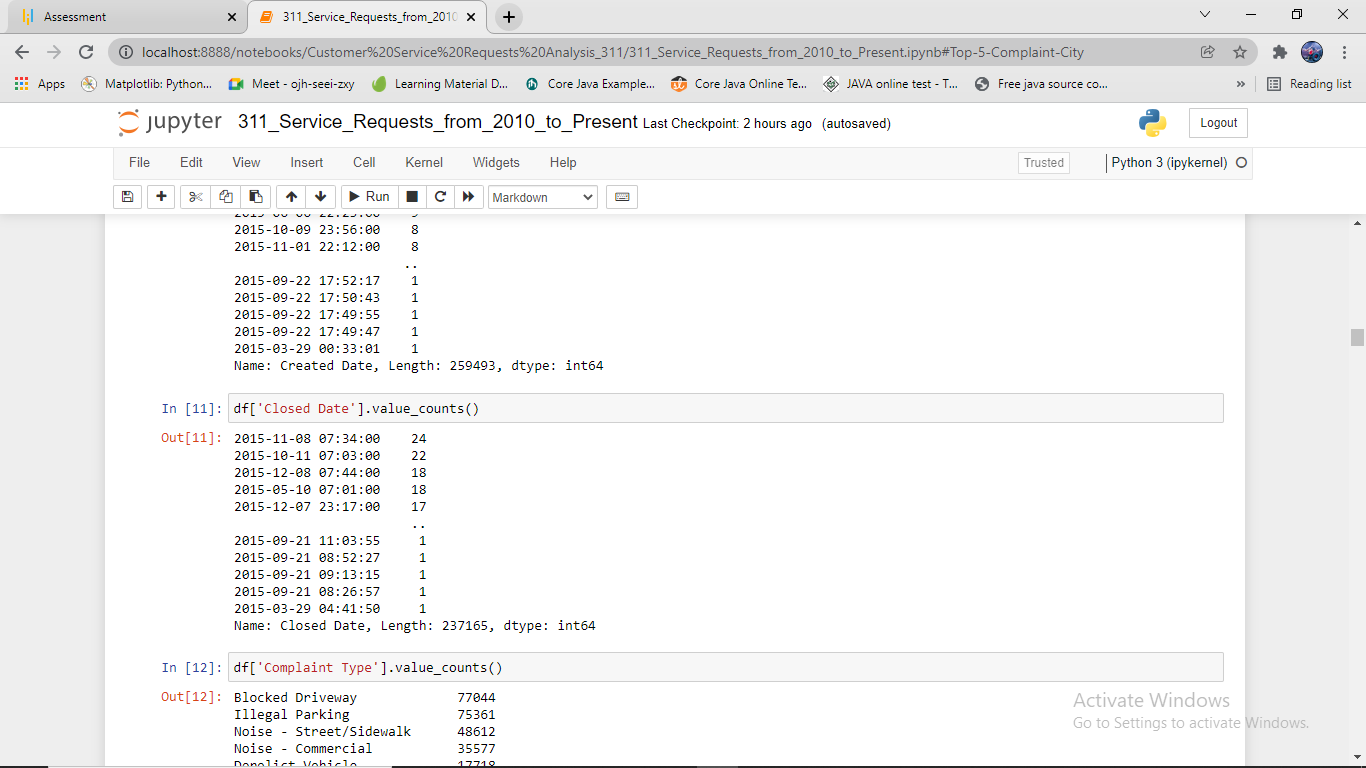 Assessment
311_Service_Requests_from_2010
localhost:8888/notebooks/Customer%20Service%20Requests%20Analysis_311/311_Service_Requests_from_2010_to_Present.ipynb#Top-5-Complaint-City
Apps Matplotlib: Python... Meet - ojh-seei-zxy Learning Material D... Core Java Example... Core Java Online Te... JAVA online test - T... Free java source co... » Reading list
jupyter 311_Service_Requests_from_2010_to_Present Last Checkpoint: 2 hours ago (autosaved) Logout
File Edit View Insert Cell Kernel Widgets Help Trusted Python 3 (ipykernel)
Run Markdown
2015-10-09 23:56:00 8
2015-11-01 22:12:00 8
..
2015-09-22 17:52:17 1
2015-09-22 17:50:43 1
2015-09-22 17:49:55 1
2015-09-22 17:49:47 1
2015-03-29 00:33:01 1
Name: Created Date, Length: 259493, dtype: int64
In [11]: df['Closed Date'].value_counts()
Out[11]: 2015-11-08 07:34:00 24
2015-10-11 07:03:00 22
2015-12-08 07:44:00 18
2015-05-10 07:01:00 18
2015-12-07 23:17:00 17
..
2015-09-21 11:03:55 1
2015-09-21 08:52:27 1
2015-09-21 09:13:15 1
2015-09-21 08:26:57 1
2015-03-29 04:41:50 1
Name: Closed Date, Length: 237165, dtype: int64
In [12]: df['Complaint Type'].value_counts()
Out[12]: Blocked Driveway 77044
Illegal Parking 75361
Noise - Street/Sidewalk 48612
Noise - Commercial 35577
Derelict Vehicle 17718
Activate Windows
Go to Settings to activate Windows.